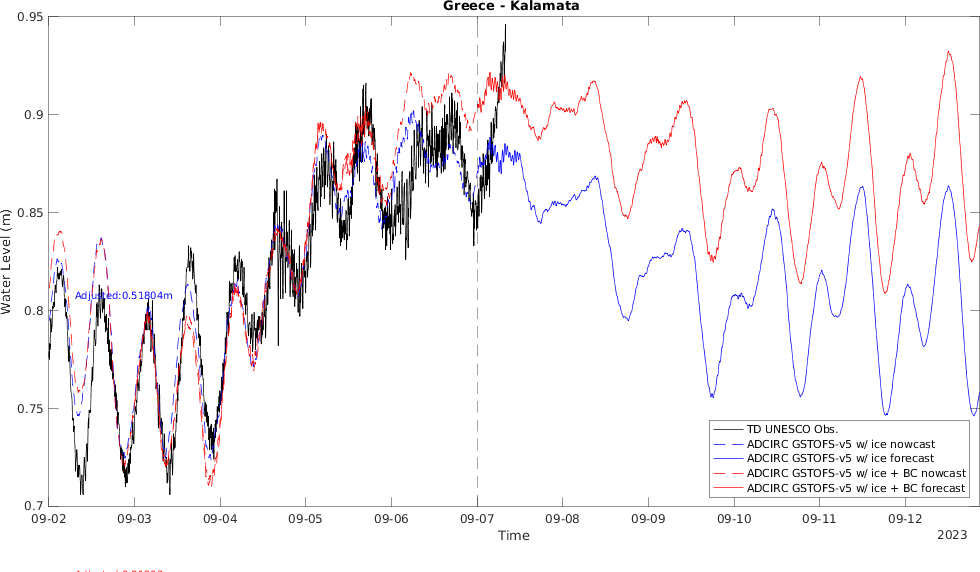 Greece - Kalamata
0.95
0.9
0.85
0.8
0.75
0.7
Water Level (m)
Adjusted:0.51804m
TD UNESCO Obs.
ADCIRC GSTOFS-v5 w/ ice nowcast
ADCIRC GSTOFS-v5 w/ ice forecast
ADCIRC GSTOFS-v5 w/ ice + BC nowcast
ADCIRC GSTOFS-v5 w/ ice + BC forecast
09-02 09-03 09-04 09-05 09-06 09-07 09-08 09-09 09-10 09-11 09-12
Time
2023